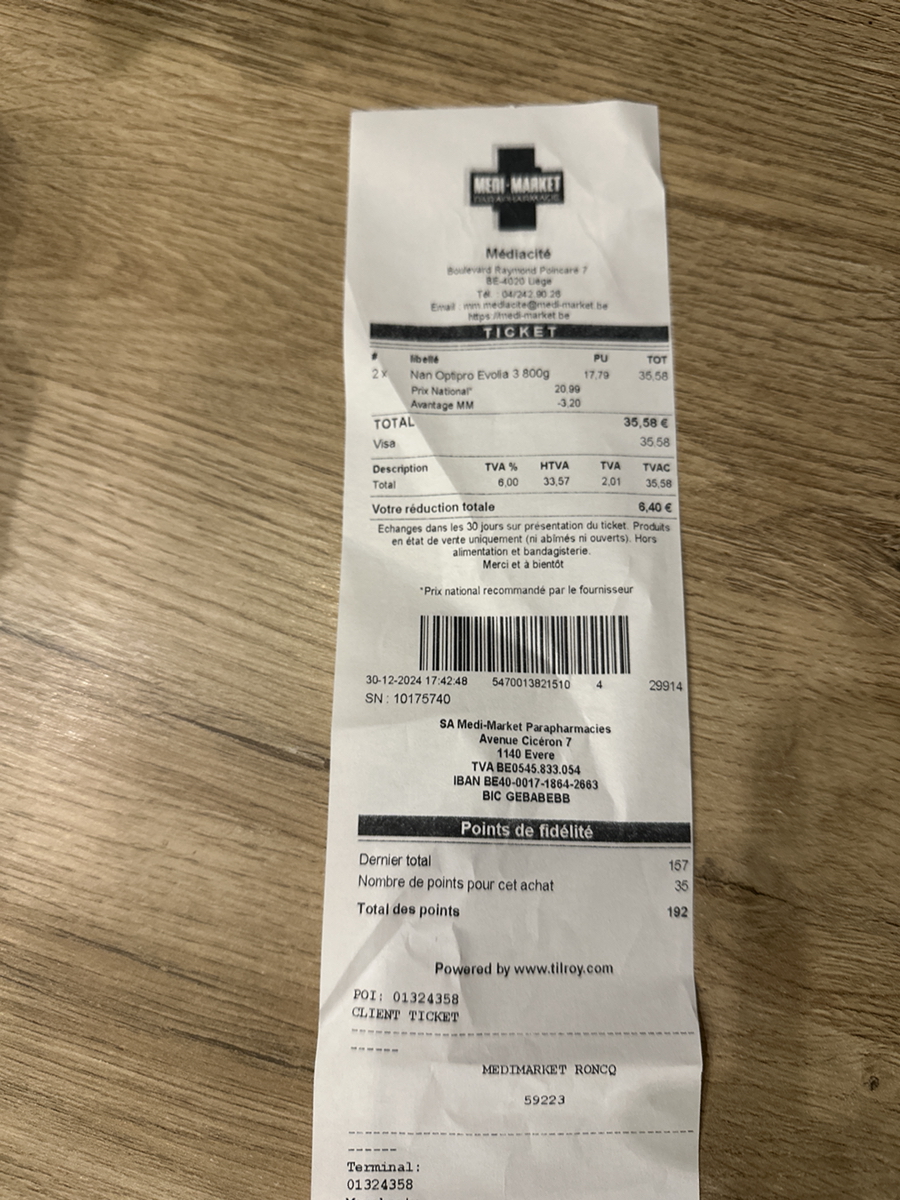 MEDI-MARKET
Médiacité
Boulevard Raymond Poincaré 7
BE-4020 Liège
Tél : 04/242.90.26
Email : mm.mediacite@medi-market.be
https://medi-market.be
TICKET
# libellé PU TOT
2 x Nan Optipro Evolia 3 800g 17,79 35,58
Prix National* 20,99
Avantage MM -3,20
TOTAL 35,58 €
Visa 35,58
Description TVA % HTVA TVA TVAC
Total 6,00 33,57 2,01 35,58
Votre réduction totale 6,40 €
Echanges dans les 30 jours sur présentation du ticket. Produits
en état de vente uniquement (ni abîmés ni ouverts). Hors
alimentation et bandagisterie.
Merci et à bientôt
*Prix national recommandé par le fournisseur
30-12-2024 17:42:48 5470013821510 4 29914
SN : 10175740
SA Medi-Market Parapharmacies
Avenue Cicéron 7
1140 Evere
TVA BE0545.833.054
IBAN BE40-0017-1864-2663
BIC GEBABEBB
Points de fidélité
Dernier total 157
Nombre de points pour cet achat 35
Total des points 192
Powered by www.tilroy.com
POI: 01324358
CLIENT TICKET
MEDIMARKET RONCQ
59223
Terminal:
01324358